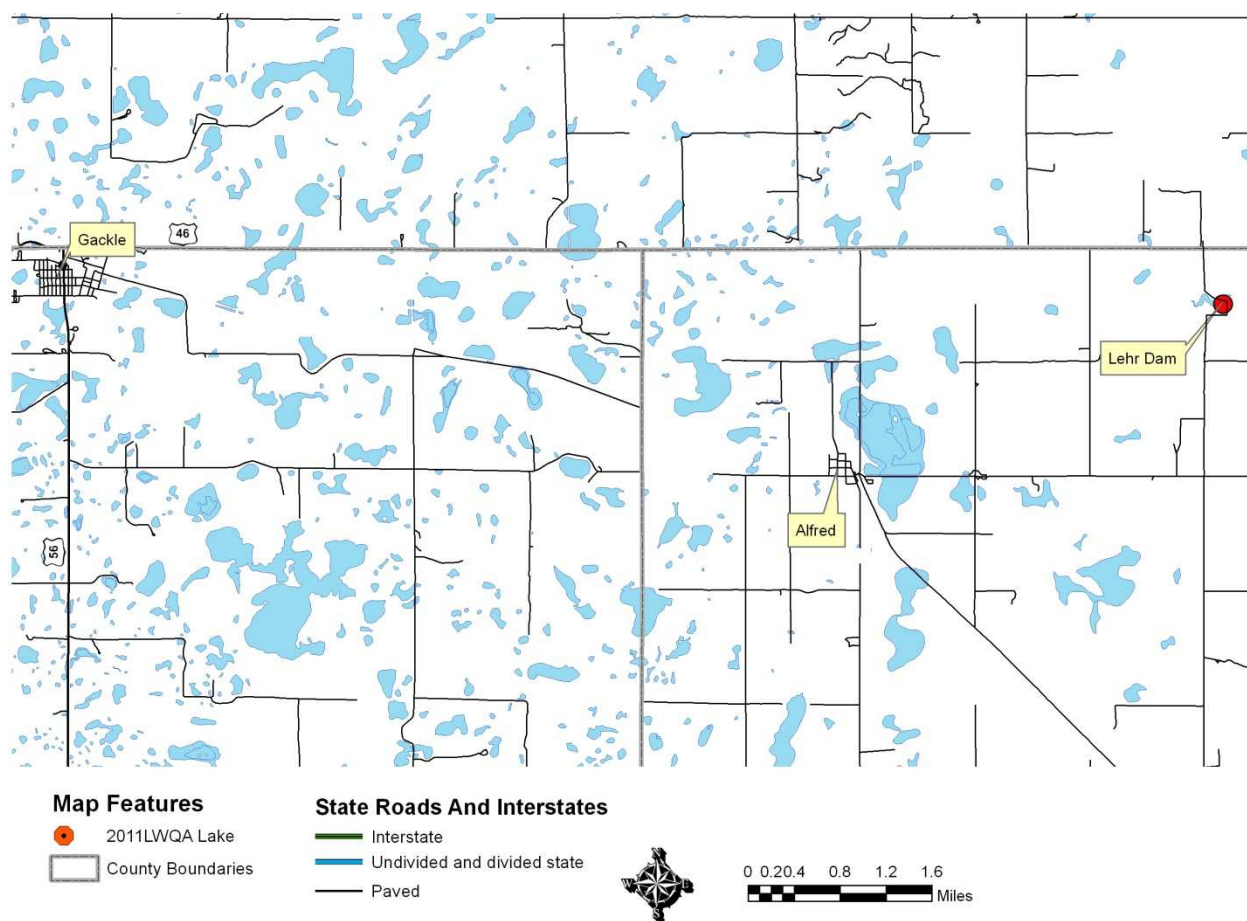 46
Gackle
Lehr Dam
Alfred
56
Map Features
2011LWQA Lake
County Boundaries
State Roads And Interstates
Interstate
Undivided and divided state
Paved
N
W E
S
0 0.20.4 0.8 1.2 1.6
Miles